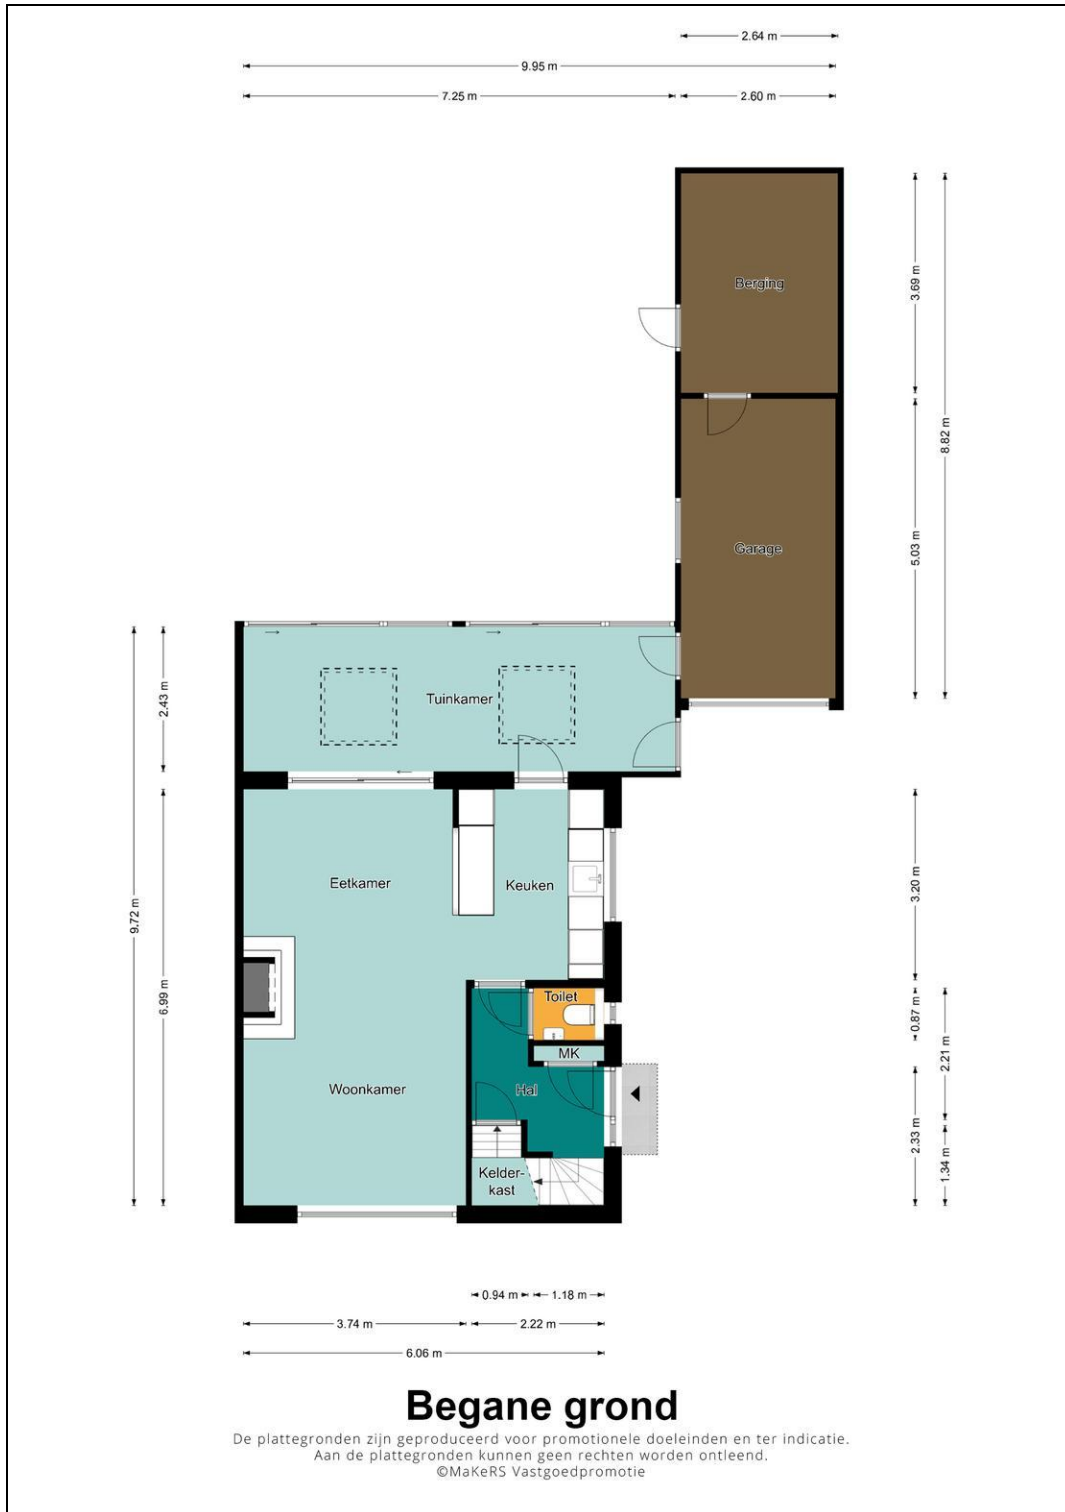 2.64 m
9.95 m
7.25 m
2.60 m
Berging
3.69 m
8.82 m
Garage
5.03 m
Tuinkamer
2.43 m
9.72 m
Eetkamer
Keuken
3.20 m
6.99 m
Toilet
0.87 m
MK
2.21 m
Woonkamer
Hal
2.33 m
1.34 m
Kelder-
kast
0.94 m
1.18 m
3.74 m
2.22 m
6.06 m
Begane grond
De plattegronden zijn geproduceerd voor promotionele doeleinden en ter indicatie.
Aan de plattegronden kunnen geen rechten worden ontleend.
©MaKeRS Vastgoedpromotie